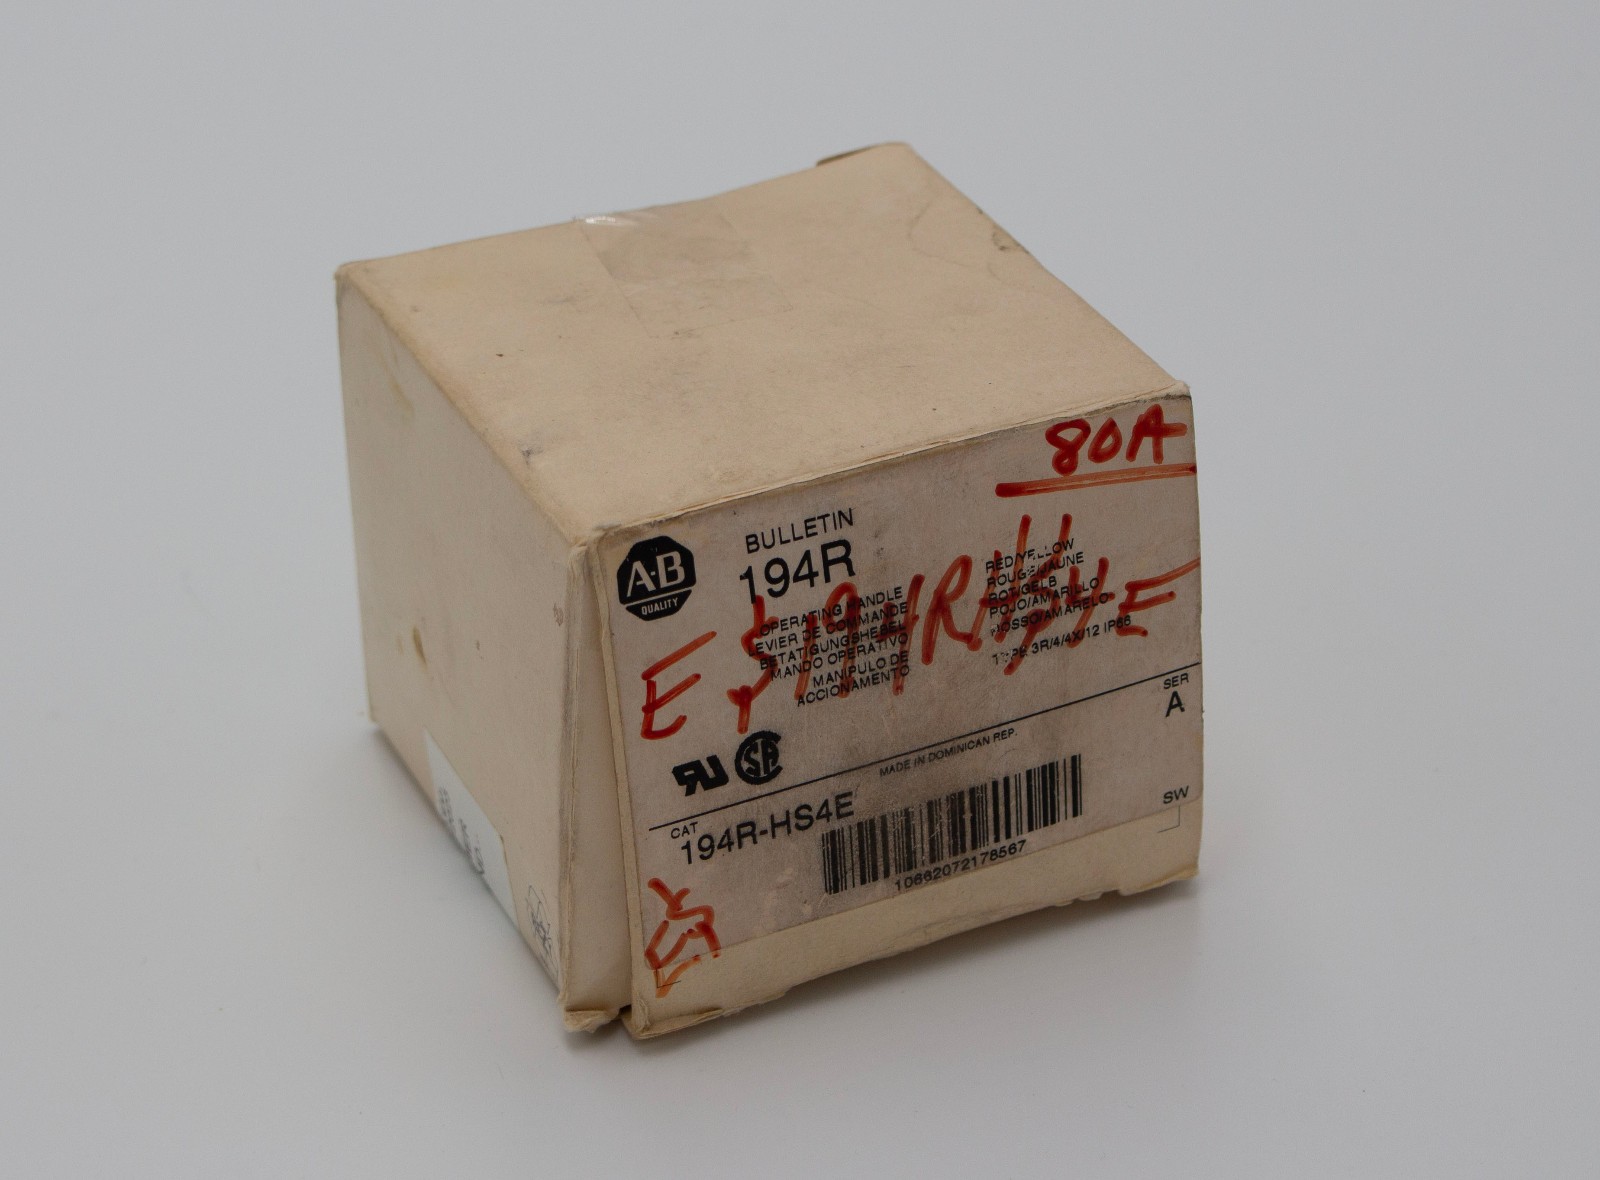 80A
A-B
QUALITY
BULLETIN
194R
OPERATING HANDLE
LEVIER DE COMMANDE
BETATIGUNGSHEBEL
MANDO OPERATIVO
MANIPULO DE
ACCIONAMENTO
RED/YELLOW
ROUGE/JAUNE
ROT/GELB
ROJO/AMARILLO
ROSSO/AMARELO
TYPE 3R/4/4X/12 IP66
SER
A
MADE IN DOMINICAN REP.
CAT
194R-HS4E
10662072178567
SW